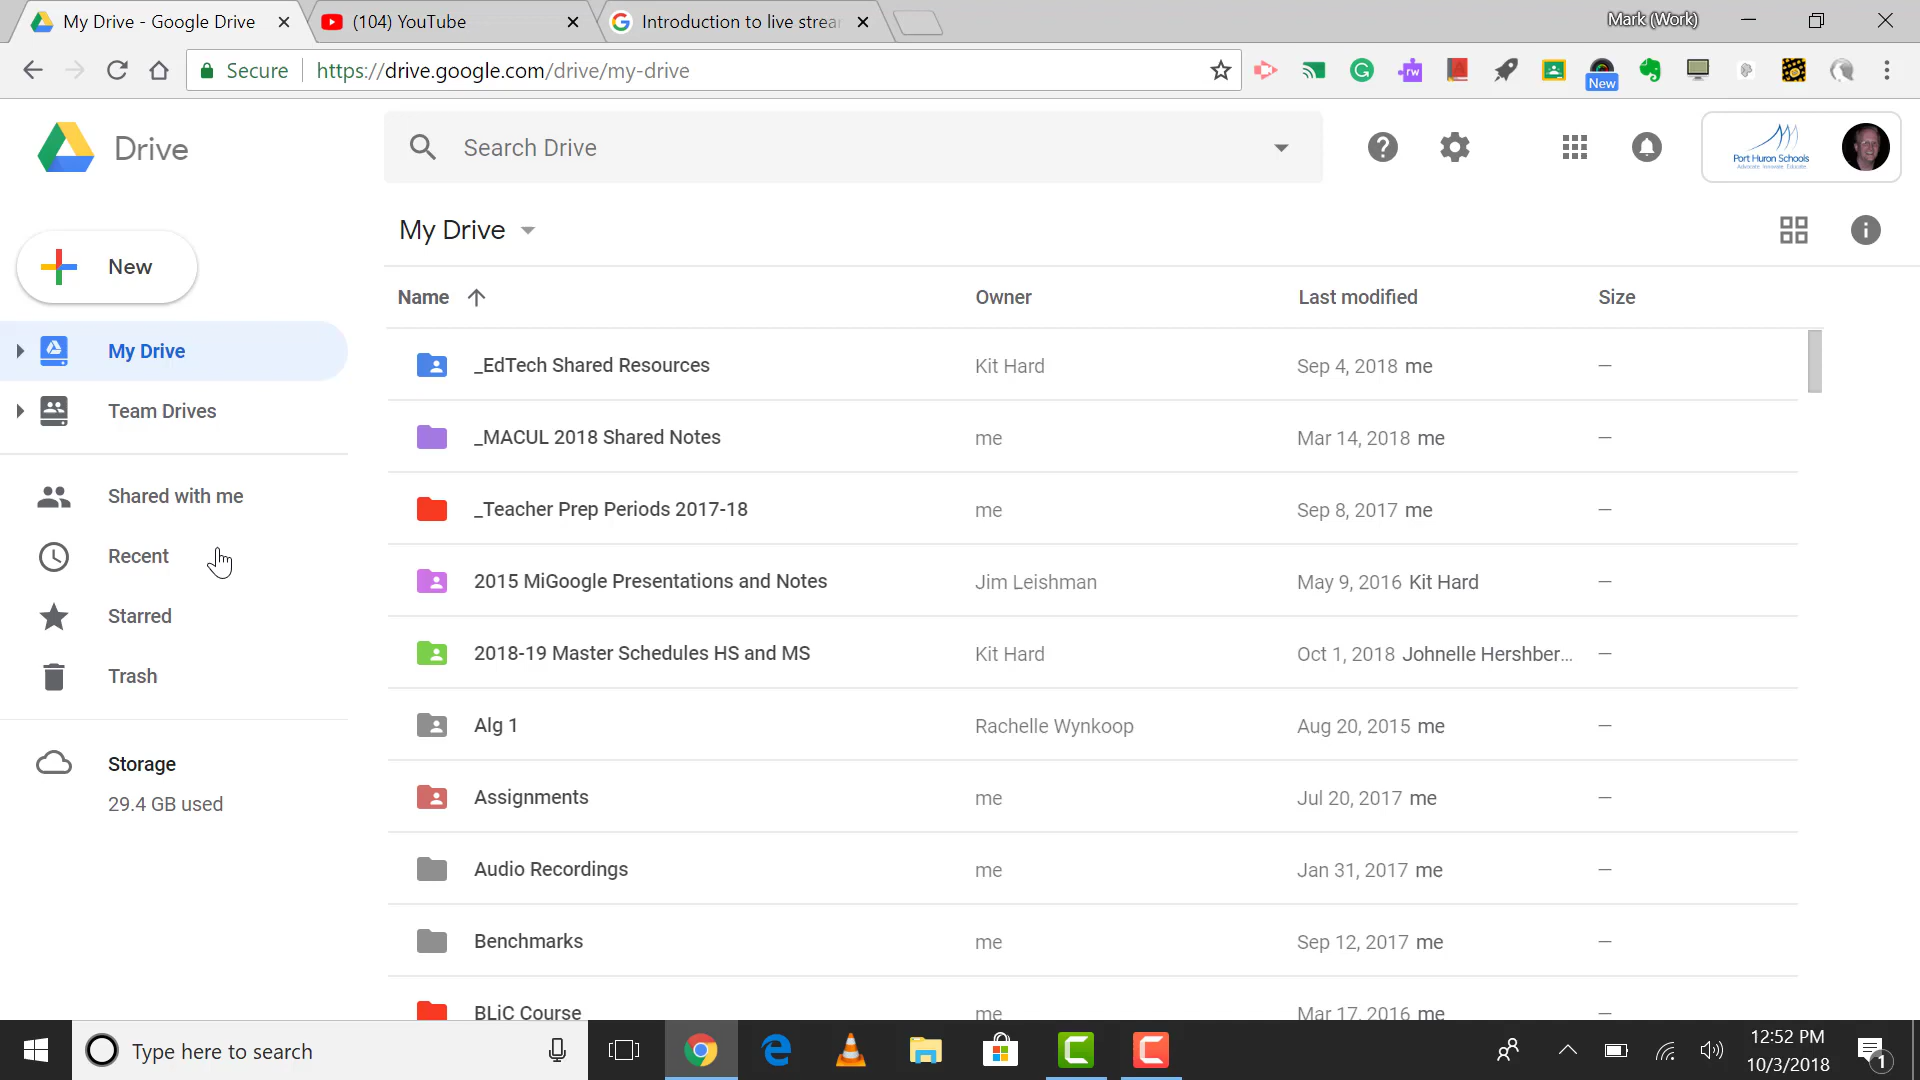 My Drive - Google Drive
(104) YouTube
Introduction to live strea
Mark (Work)
Secure
https://drive.google.com/drive/my-drive
rw
New
Drive
Search Drive
Port Huron Schools
Advocate Innovate Educate
New
My Drive
Name
Owner
Last modified
Size
My Drive
Team Drives
Shared with me
Recent
Starred
Trash
Storage
29.4 GB used
_EdTech Shared Resources Kit Hard Sep 4, 2018 me —
_MACUL 2018 Shared Notes me Mar 14, 2018 me —
_Teacher Prep Periods 2017-18 me Sep 8, 2017 me —
2015 MiGoogle Presentations and Notes Jim Leishman May 9, 2016 Kit Hard —
2018-19 Master Schedules HS and MS Kit Hard Oct 1, 2018 Johnelle Hershber... —
Alg 1 Rachelle Wynkoop Aug 20, 2015 me —
Assignments me Jul 20, 2017 me —
Audio Recordings me Jan 31, 2017 me —
Benchmarks me Sep 12, 2017 me —
BLiC Course me Mar 17, 2016 me —
Type here to search
12:52 PM
10/3/2018
1